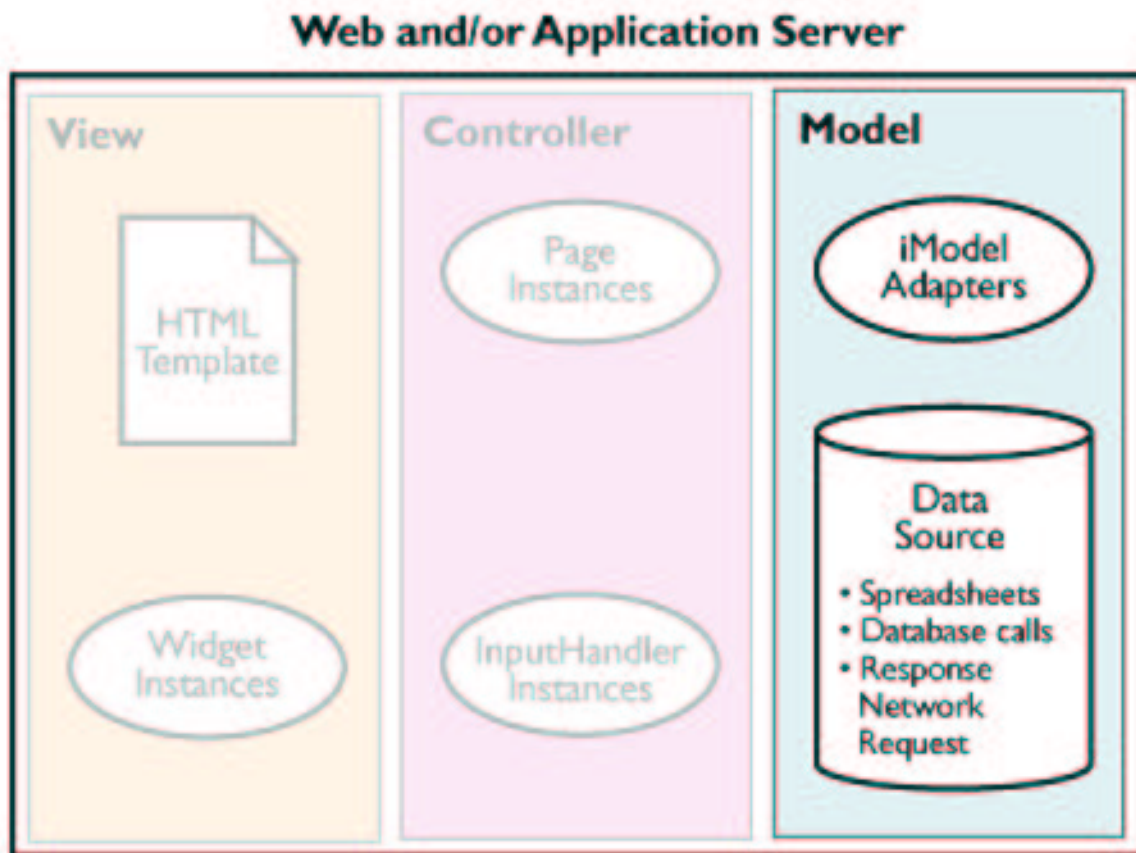 Web and/or Application Server
View
HTML
Template
Widget
Instances
Controller
Page
Instances
InputHandler
Instances
Model
iModel
Adapters
Data
Source
• Spreadsheets
• Database calls
• Response
Network
Request